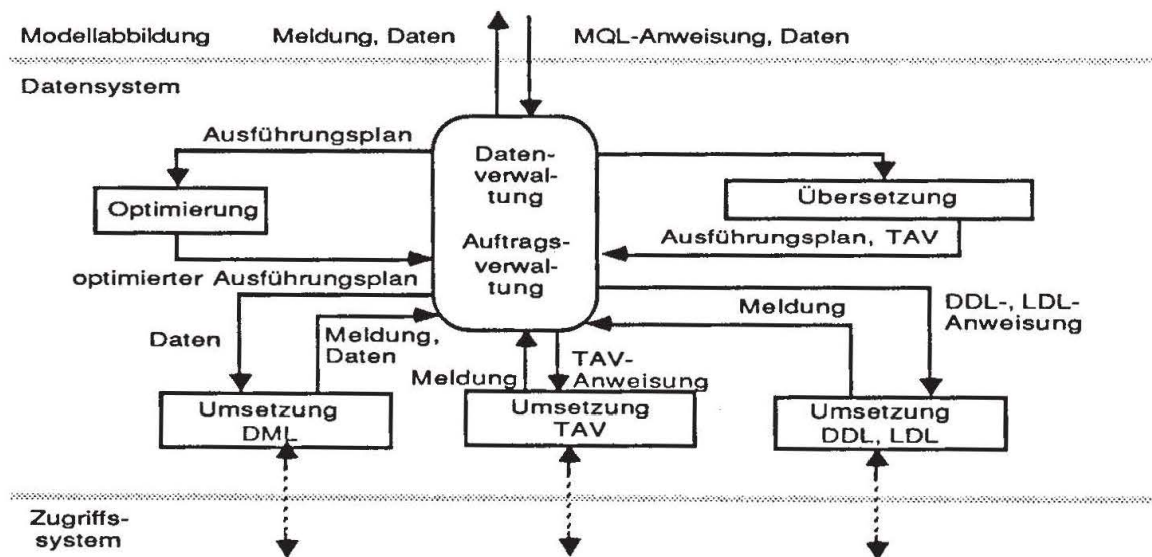 Modellabbildung
Meldung, Daten
MQL-Anweisung, Daten
Datensystem
Ausführungsplan
Daten-
verwal-
tung
Auftrags-
verwal-
tung
Optimierung
Übersetzung
Ausführungsplan, TAV
optimierter Ausführungsplan
Daten
Meldung,
Daten
Meldung
TAV-
Anweisung
Meldung
DDL-, LDL-
Anweisung
Umsetzung
DML
Umsetzung
TAV
Umsetzung
DDL, LDL
Zugriffs-
system